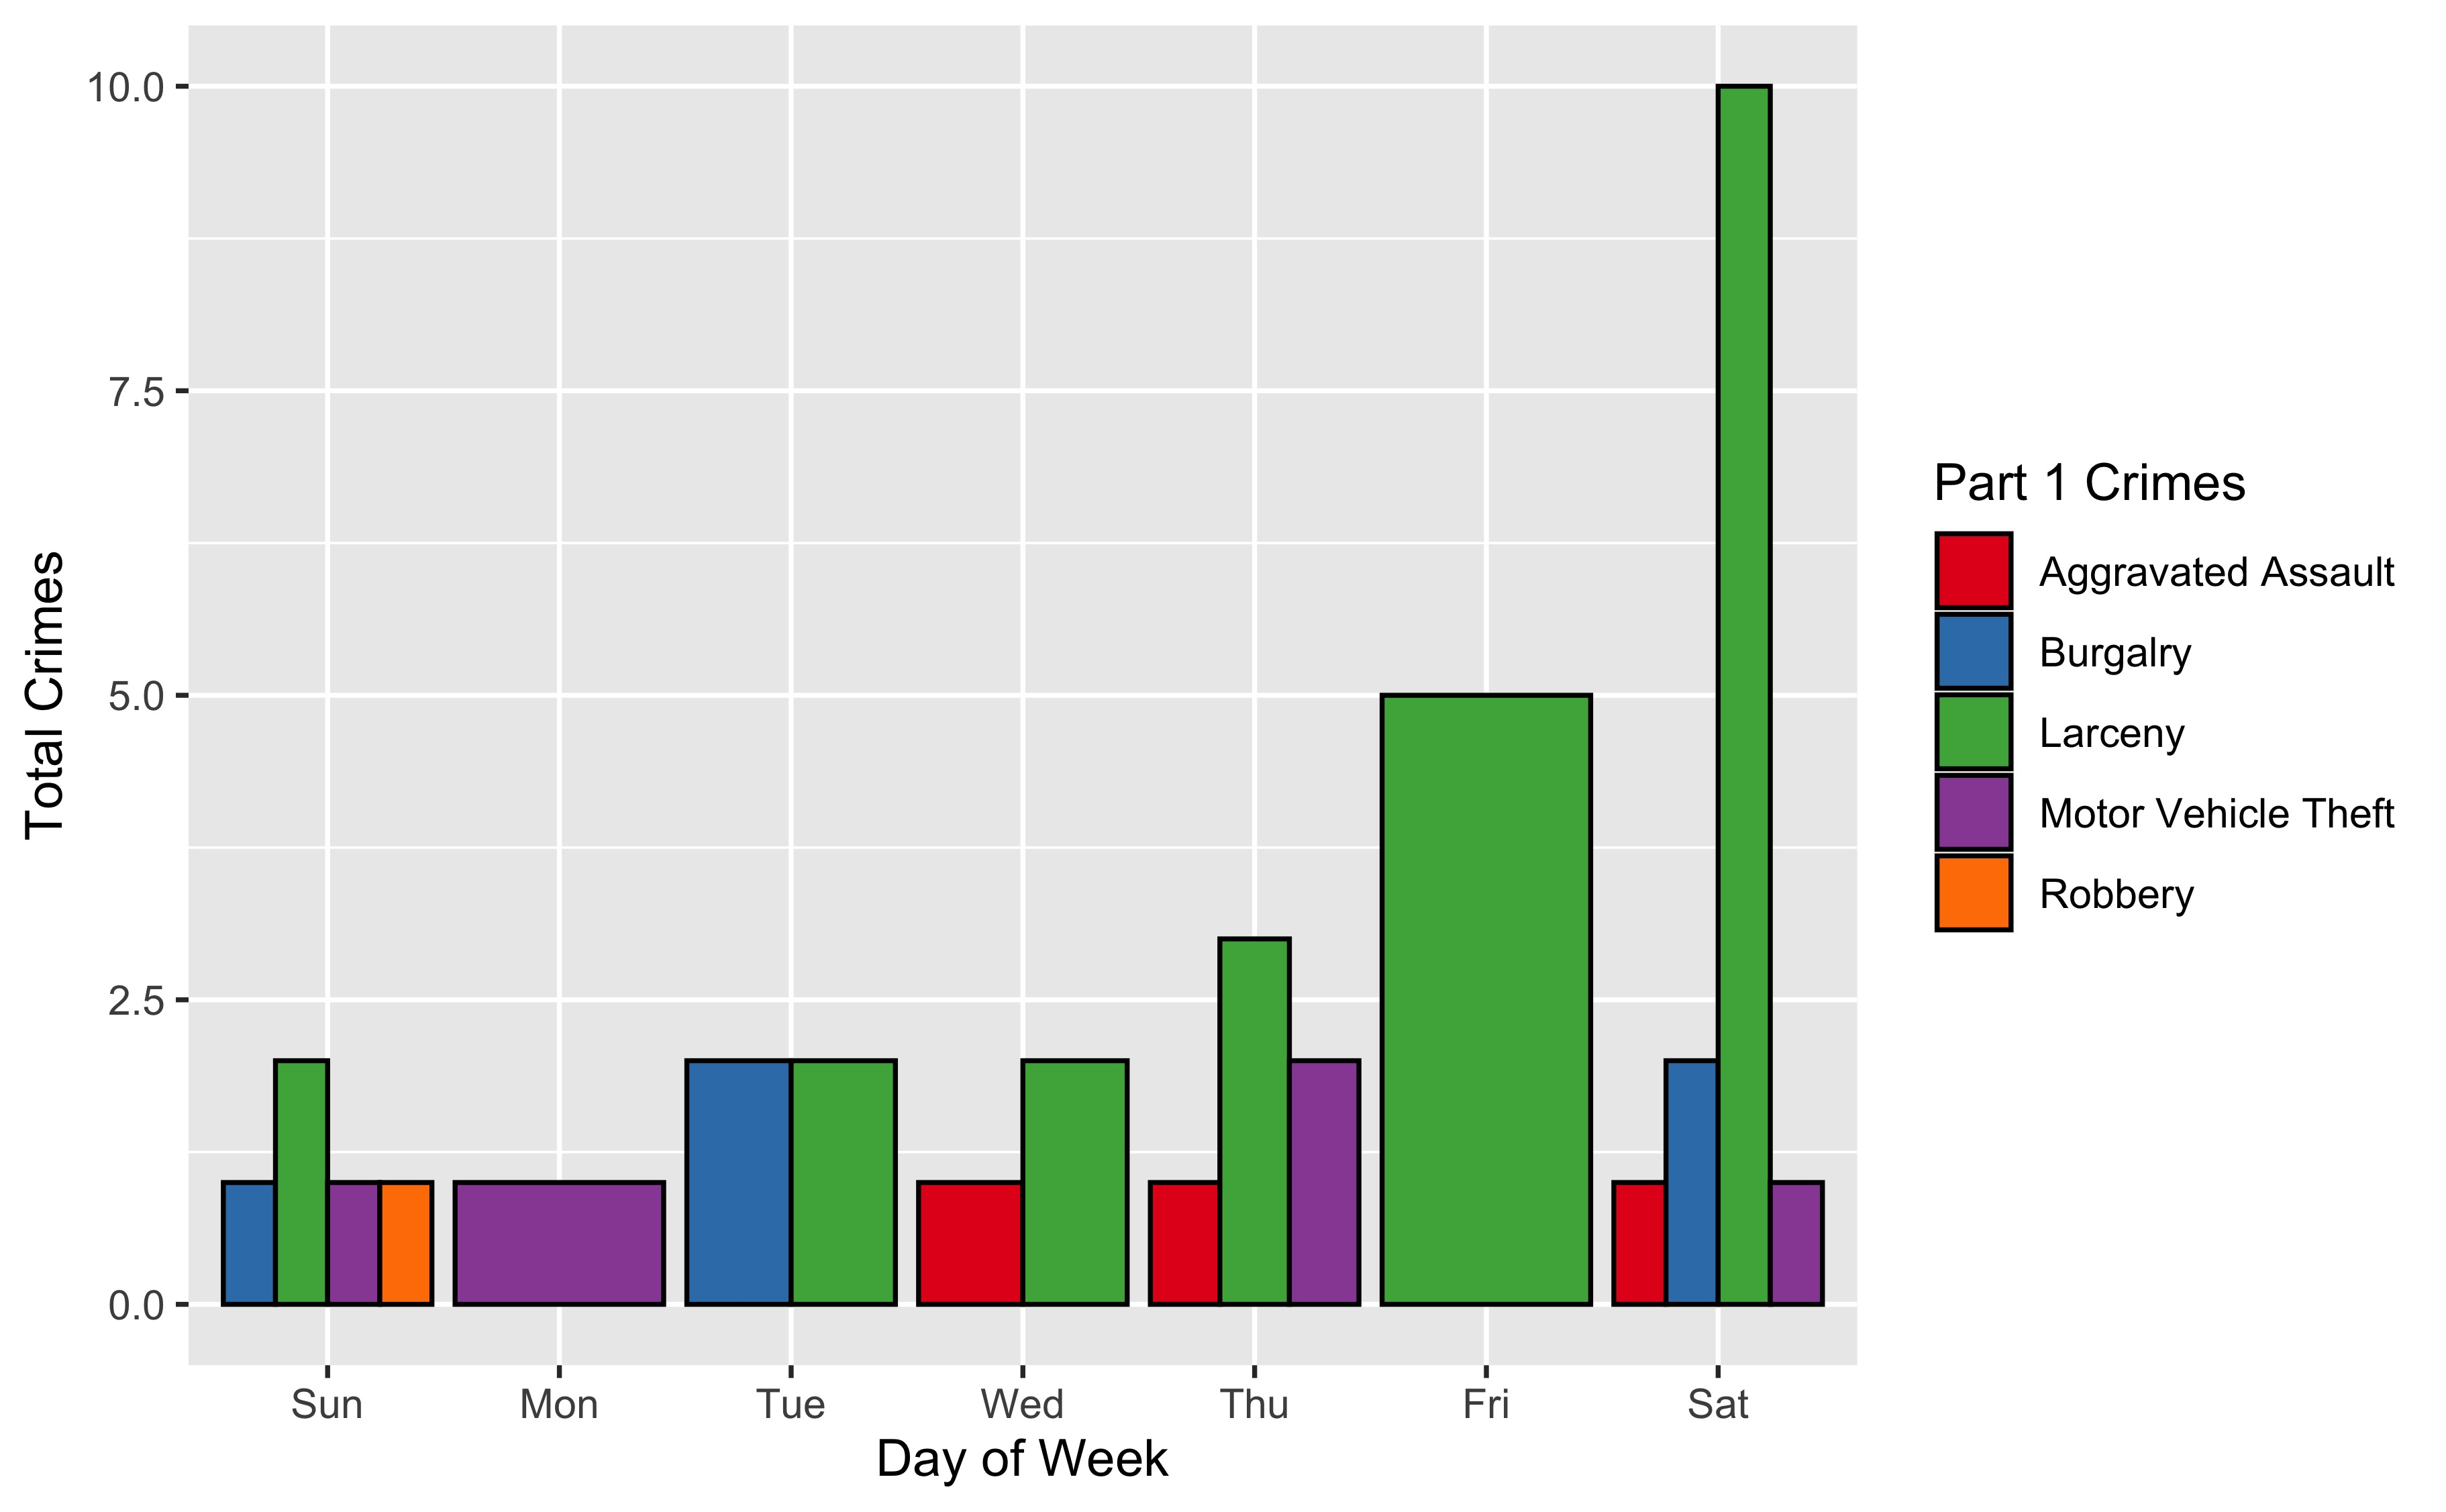 10.0
7.5
5.0
2.5
0.0
Total Crimes
Sun Mon Tue Wed Thu Fri Sat
Day of Week
Part 1 Crimes
Aggravated Assault
Burgalry
Larceny
Motor Vehicle Theft
Robbery